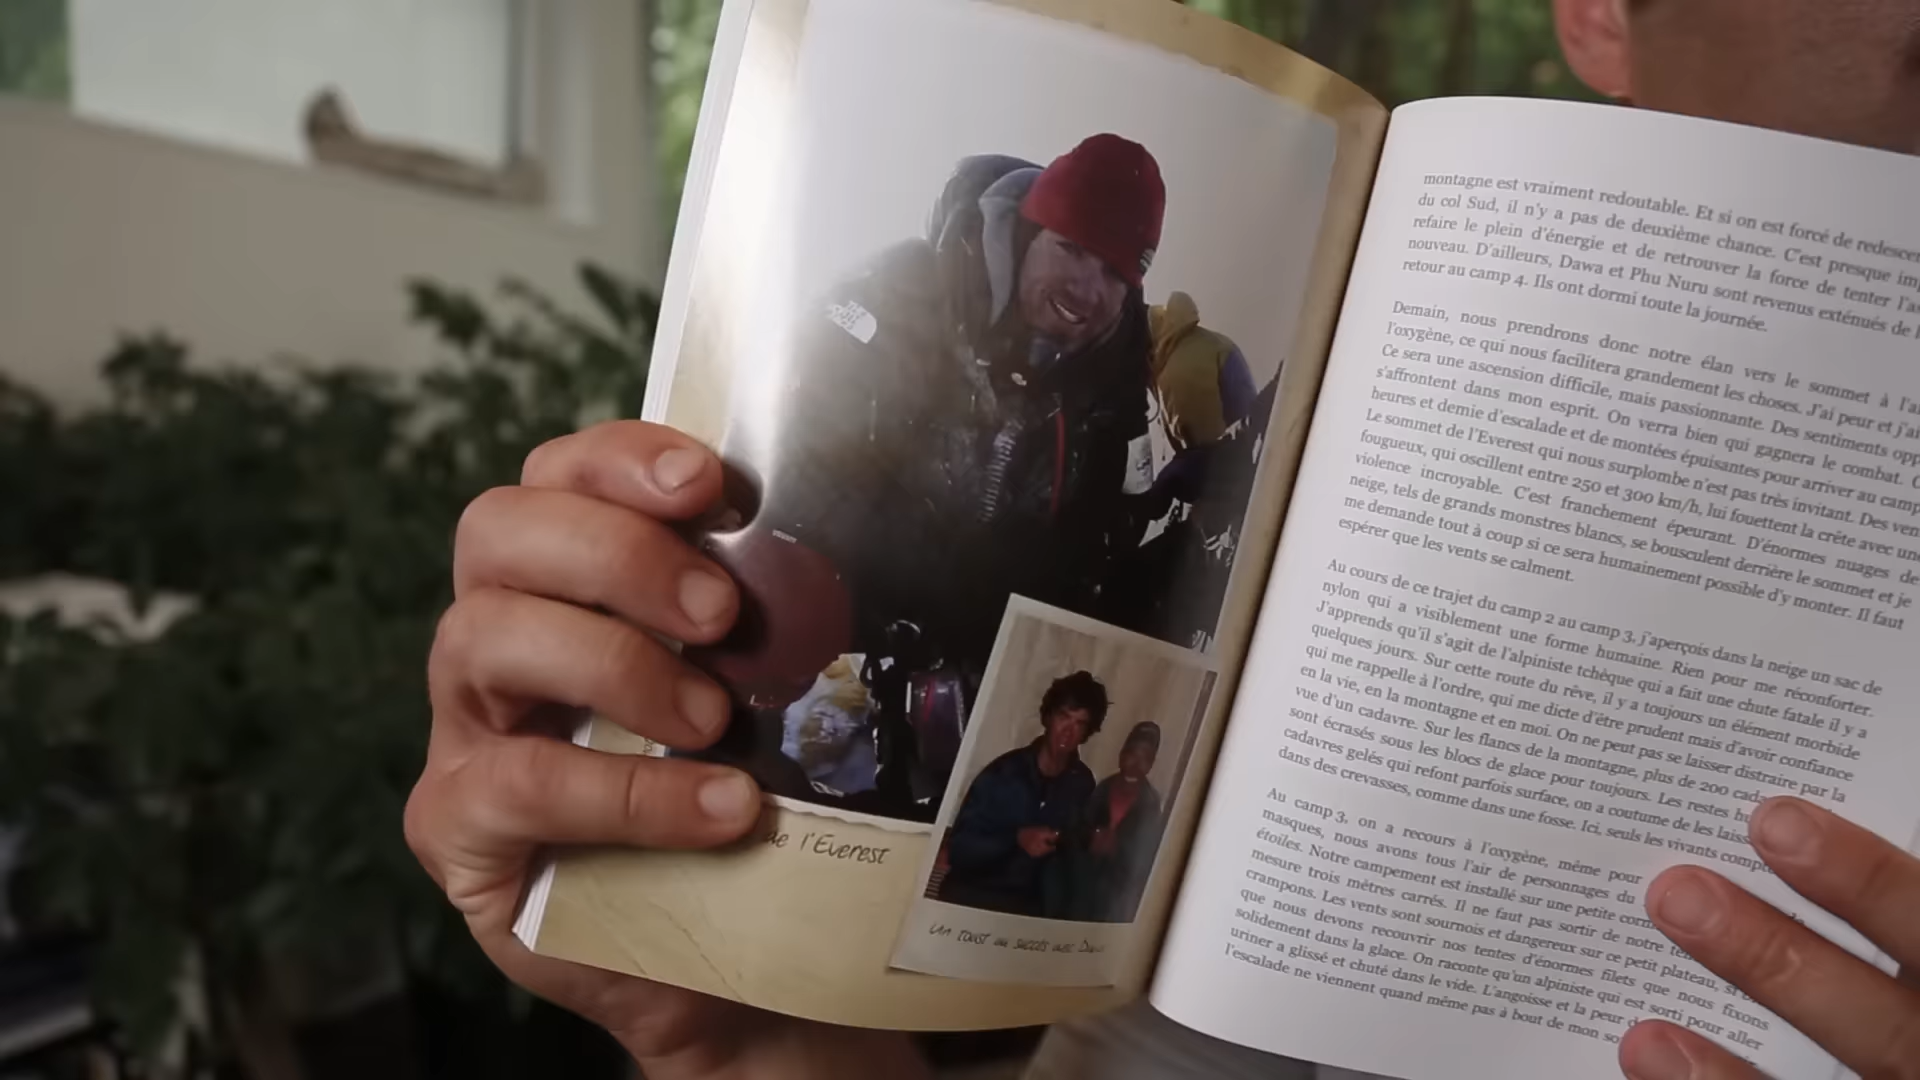 THE NORTH FACE
de l'Everest
Un toast au succès avec Dawa
montagne est vraiment redoutable. Et si on est forcé de
du col Sud, il n'y a pas de deuxième chance. C'est presque
refaire le plein d'énergie et de retrouver la force de tenter
nouveau. D'ailleurs, Dawa et Phu Nuru sont revenus exténués de
retour au camp 4. Ils ont dormi toute la journée.
Demain, nous prendrons donc notre élan vers le sommet à
l'oxygène, ce qui nous facilitera grandement les choses. J'ai peur et
Ce sera une ascension difficile, mais passionnante. Des sentiments
s'affrontent dans mon esprit. On verra bien qui gagnera le combat.
heures et demie d'escalade et de montées épuisantes pour arriver au camp
Le sommet de l'Everest qui nous surplombe n'est pas très invitant. Des
fougueux, qui oscillent entre 250 et 300 km/h, lui fouettent la crête avec une
violence incroyable. C'est franchement épeurant. D'énormes nuages de
neige, tels de grands monstres blancs, se bousculent derrière le sommet et je
me demande tout à coup si ce sera humainement possible d'y monter. Il faut
espérer que les vents se calment.
Au cours de ce trajet du camp 2 au camp 3, j'aperçois dans la neige un sac de
nylon qui a visiblement une forme humaine. Rien pour me réconforter.
J'apprends qu'il s'agit de l'alpiniste tchèque qui a fait une chute fatale il y a
quelques jours. Sur cette route du rêve, il y a toujours un élément morbide
qui me rappelle à l'ordre, qui me dicte d'être prudent mais d'avoir confiance
en la vie, en la montagne et en moi. On ne peut pas se laisser distraire par la
vue d'un cadavre. Sur les flancs de la montagne, plus de 200
sont écrasés sous les blocs de glace pour toujours. Les restes
cadavres gelés qui refont parfois surface, on a coutume de les
dans des crevasses, comme dans une fosse. Ici, seuls les vivants
Au camp 3, on a recours à l'oxygène, même pour
masques, nous avons tous l'air de personnages du
étoiles. Notre campement est installé sur une petite
mesure trois mètres carrés. Il ne faut pas sortir de notre
crampons. Les vents sont sournois et dangereux sur ce petit plateau,
que nous devons recouvrir nos tentes d'énormes filets que nous fixons
solidement dans la glace. On raconte qu'un alpiniste qui est sorti pour aller
uriner a glissé et chuté dans le vide. L'angoisse et la peur
l'escalade ne viennent quand même pas à bout de mon